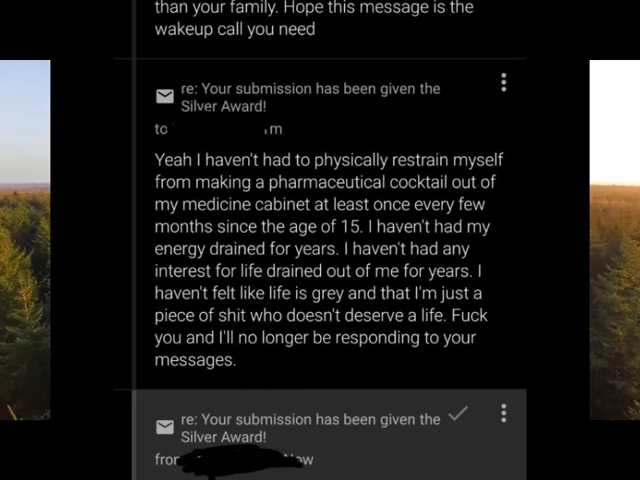 than your family. Hope this message is the
wakeup call you need
re: Your submission has been given the
Silver Award!
to
m
Yeah I haven't had to physically restrain myself
from making a pharmaceutical cocktail out of
my medicine cabinet at least once every few
months since the age of 15. I haven't had my
energy drained for years. I haven't had any
interest for life drained out of me for years. I
haven't felt like life is grey and that I'm just a
piece of shit who doesn't deserve a life. Fuck
you and I'll no longer be responding to your
messages.
re: Your submission has been given the
Silver Award!